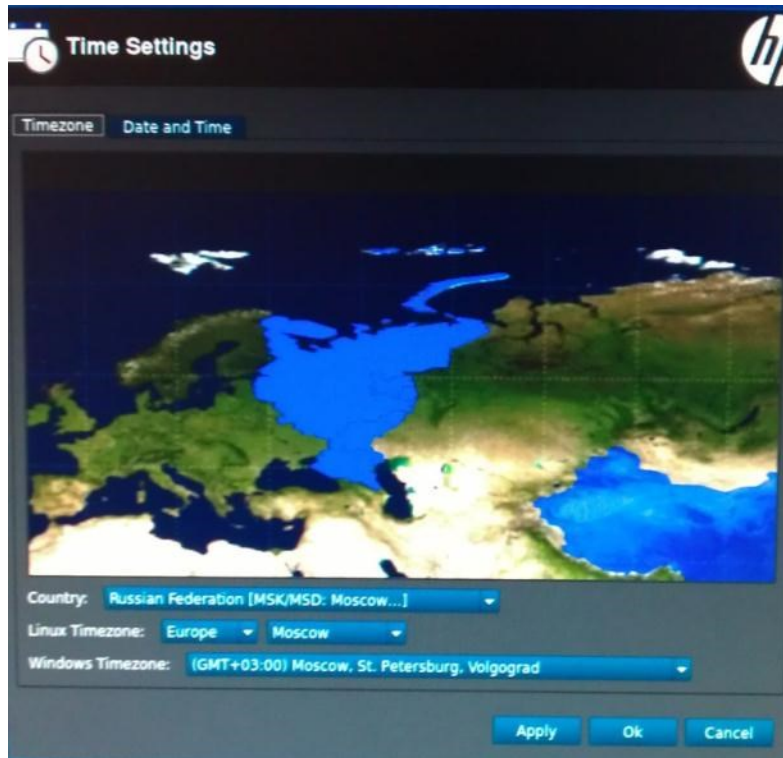 Time Settings
hp
Timezone
Date and Time
Country: Russian Federation [MSK/MSD: Moscow...]
Linux Timezone: Europe Moscow
Windows Timezone: (GMT+03:00) Moscow, St. Petersburg, Volgograd
Apply Ok Cancel